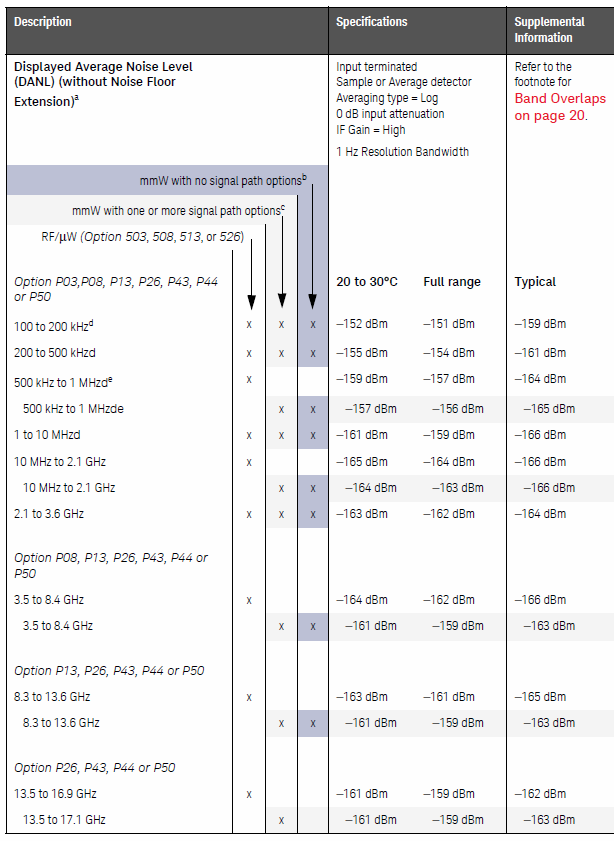 Description Specifications Supplemental
Information
Displayed Average Noise Level Input terminated Refer to the
(DANL) (without Noise Floor Sample or Average detector footnote for
Extension)a Averaging type = Log Band Overlaps
0 dB input attenuation on page 20.
IF Gain = High
1 Hz Resolution Bandwidth
mmW with no signal path optionsb
mmW with one or more signal path optionsc
RF/μW (Option 503, 508, 513, or 526)
Option P03,P08, P13, P26, P43, P44 20 to 30°C Full range Typical
or P50
100 to 200 kHzd x x x –152 dBm –151 dBm –159 dBm
200 to 500 kHzd x x x –155 dBm –154 dBm –161 dBm
500 kHz to 1 MHzde x –159 dBm –157 dBm –164 dBm
500 kHz to 1 MHzde x x –157 dBm –156 dBm –165 dBm
1 to 10 MHzd x x x –161 dBm –159 dBm –166 dBm
10 MHz to 2.1 GHz x –165 dBm –164 dBm –166 dBm
10 MHz to 2.1 GHz x x –164 dBm –163 dBm –166 dBm
2.1 to 3.6 GHz x x x –163 dBm –162 dBm –164 dBm
Option P08, P13, P26, P43, P44 or
P50
3.5 to 8.4 GHz x –164 dBm –162 dBm –166 dBm
3.5 to 8.4 GHz x x –161 dBm –159 dBm –163 dBm
Option P13, P26, P43, P44 or P50
8.3 to 13.6 GHz x –163 dBm –161 dBm –165 dBm
8.3 to 13.6 GHz x x –161 dBm –159 dBm –163 dBm
Option P26, P43, P44 or P50
13.5 to 16.9 GHz x –161 dBm –159 dBm –162 dBm
13.5 to 17.1 GHz x –161 dBm –159 dBm –163 dBm